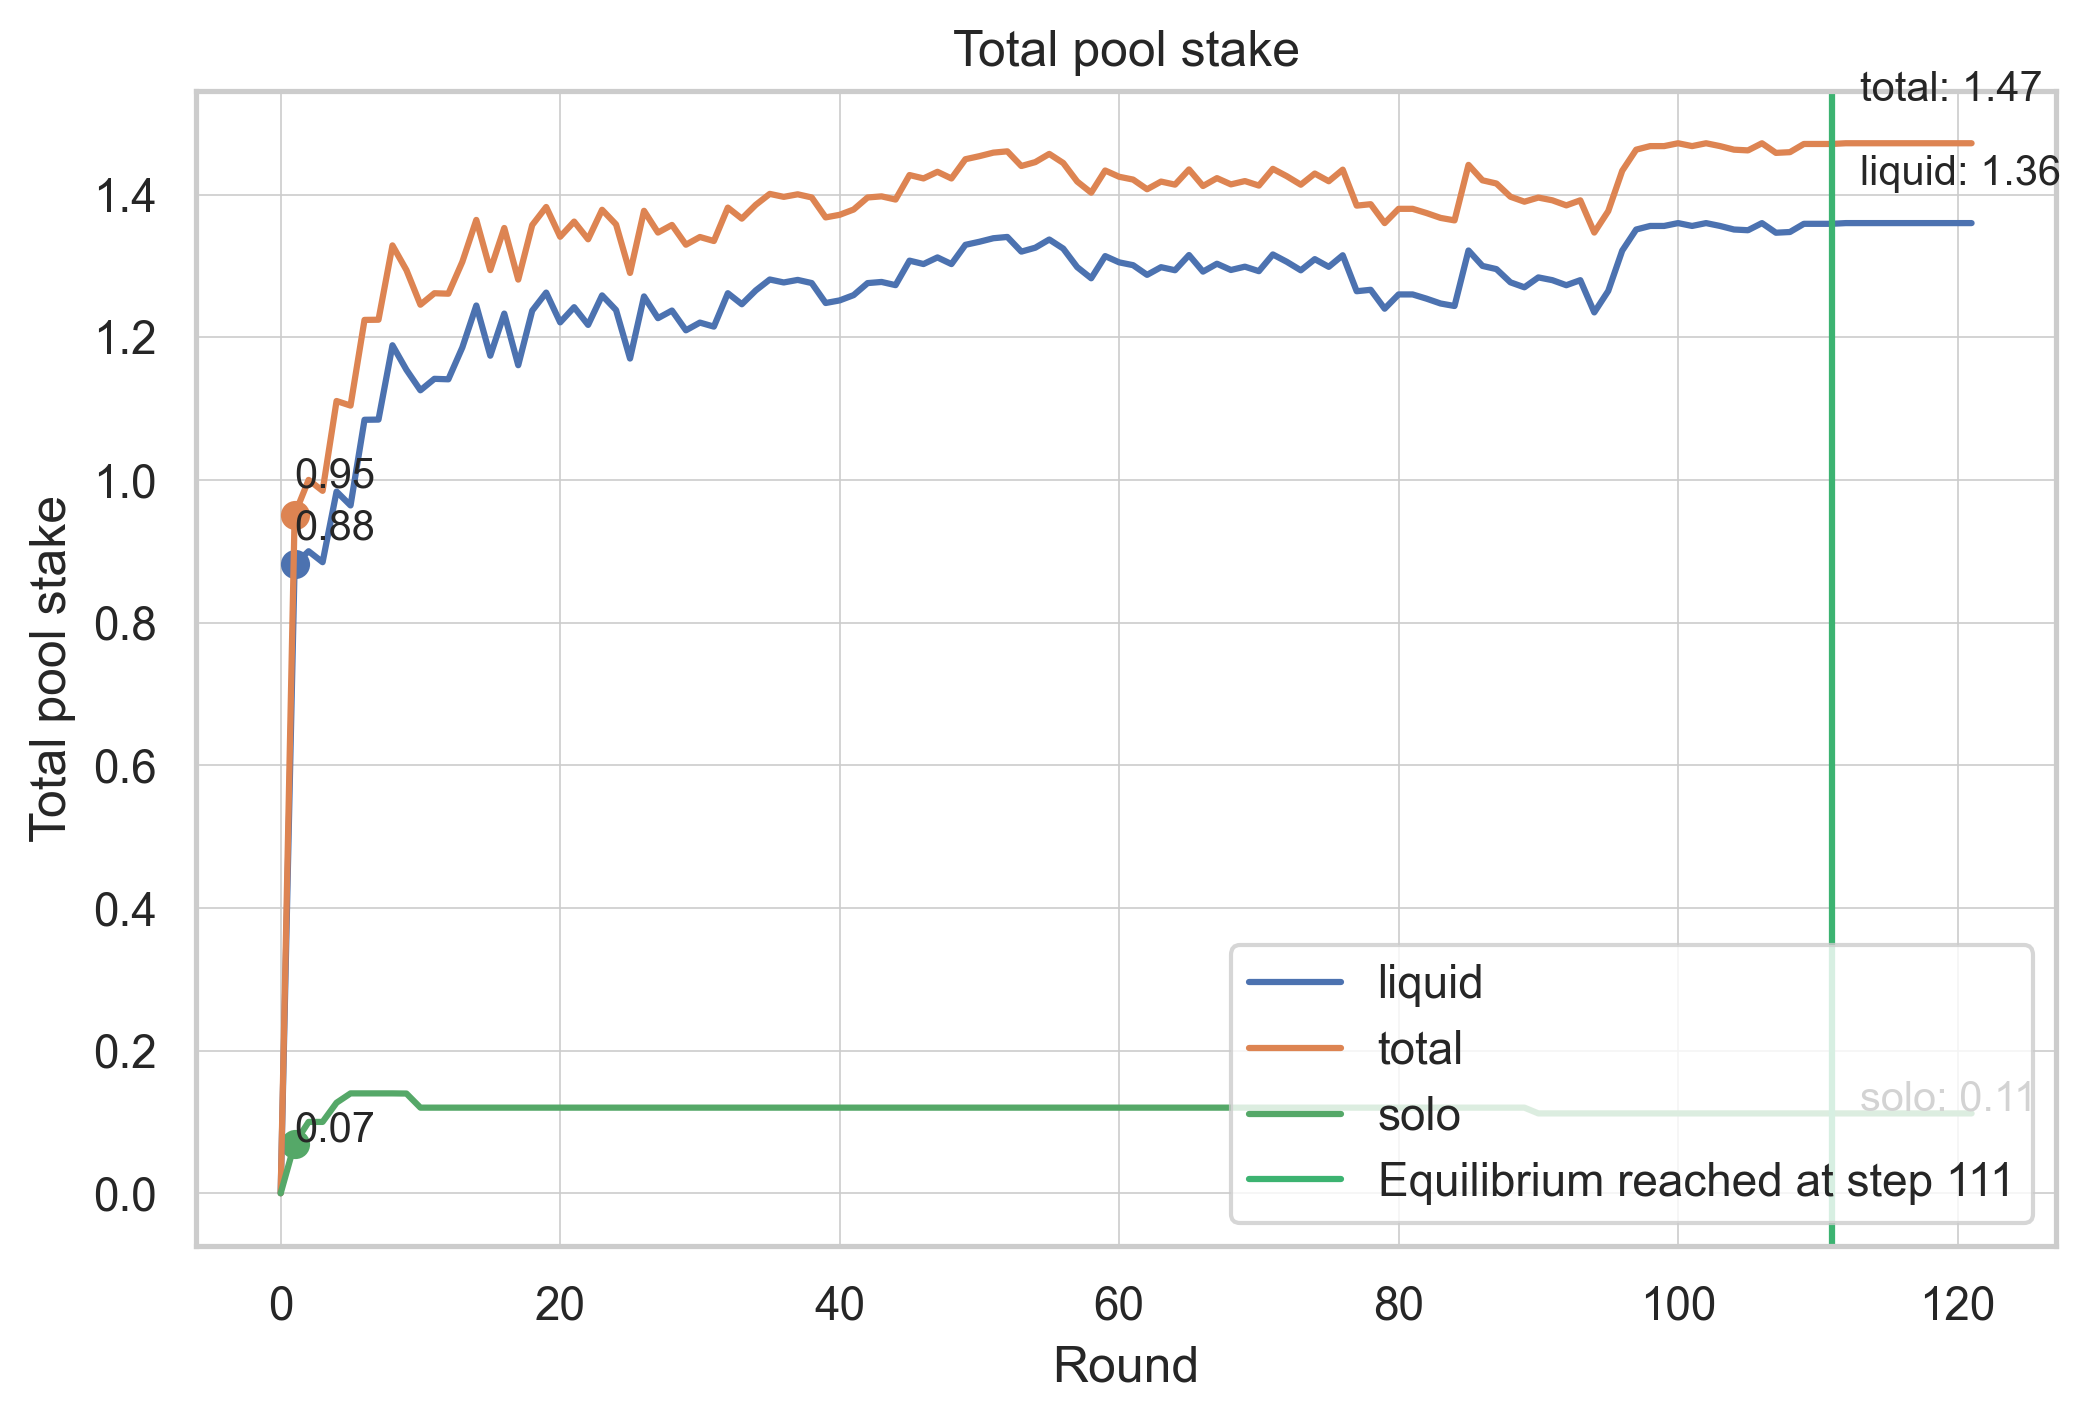 Total pool stake
total: 1.47
liquid: 1.36
1.4
1.2
1.0
0.8
0.6
0.4
0.2
0.0
Total pool stake
0.95
0.88
0.07
liquid
total
solo
solo: 0.11
Equilibrium reached at step 111
0
20
40
60
80
100
120
Round